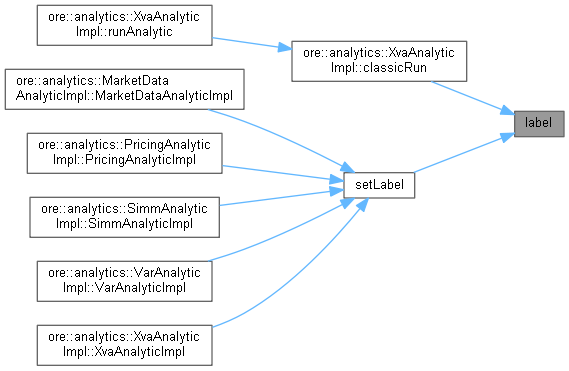 ore::analytics::XvaAnalytic
Impl::runAnalytic
ore::analytics::XvaAnalytic
Impl::classicRun
ore::analytics::MarketData
AnalyticImpl::MarketDataAnalyticImpl
label
ore::analytics::PricingAnalytic
Impl::PricingAnalyticImpl
setLabel
ore::analytics::SimmAnalytic
Impl::SimmAnalyticImpl
ore::analytics::VarAnalytic
Impl::VarAnalyticImpl
ore::analytics::XvaAnalytic
Impl::XvaAnalyticImpl